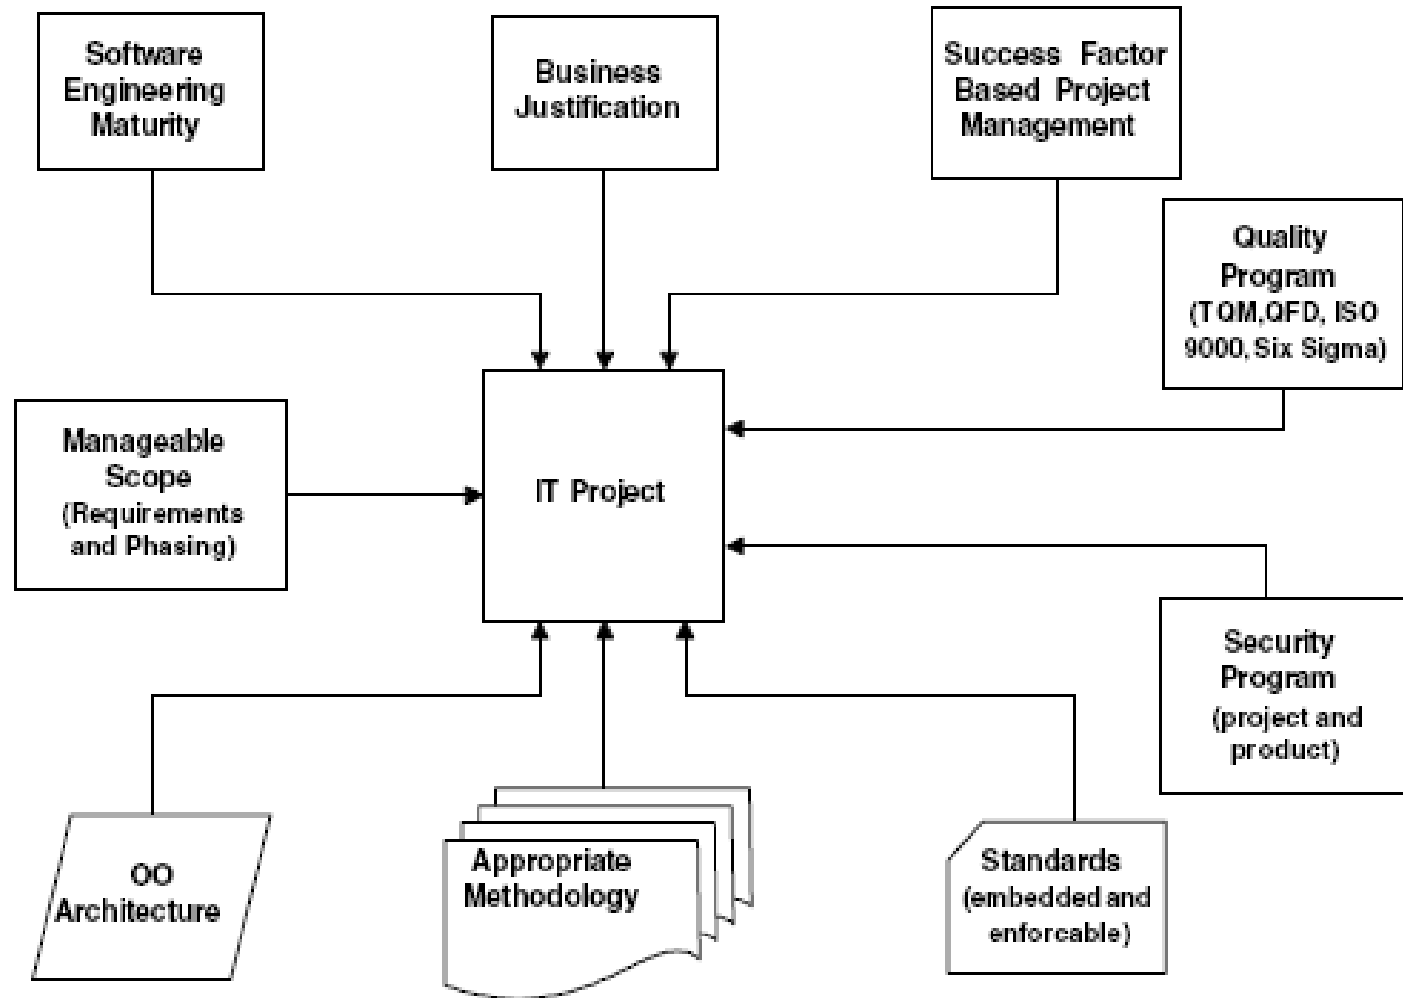 Software
Engineering
Maturity
Business
Justification
Success Factor
Based Project
Management
Quality
Program
(TQM,QFD, ISO
9000, Six Sigma)
Manageable
Scope
(Requirements
and Phasing)
IT Project
Security
Program
(project and
product)
OO
Architecture
Appropriate
Methodology
Standards
(embedded and
enforcable)